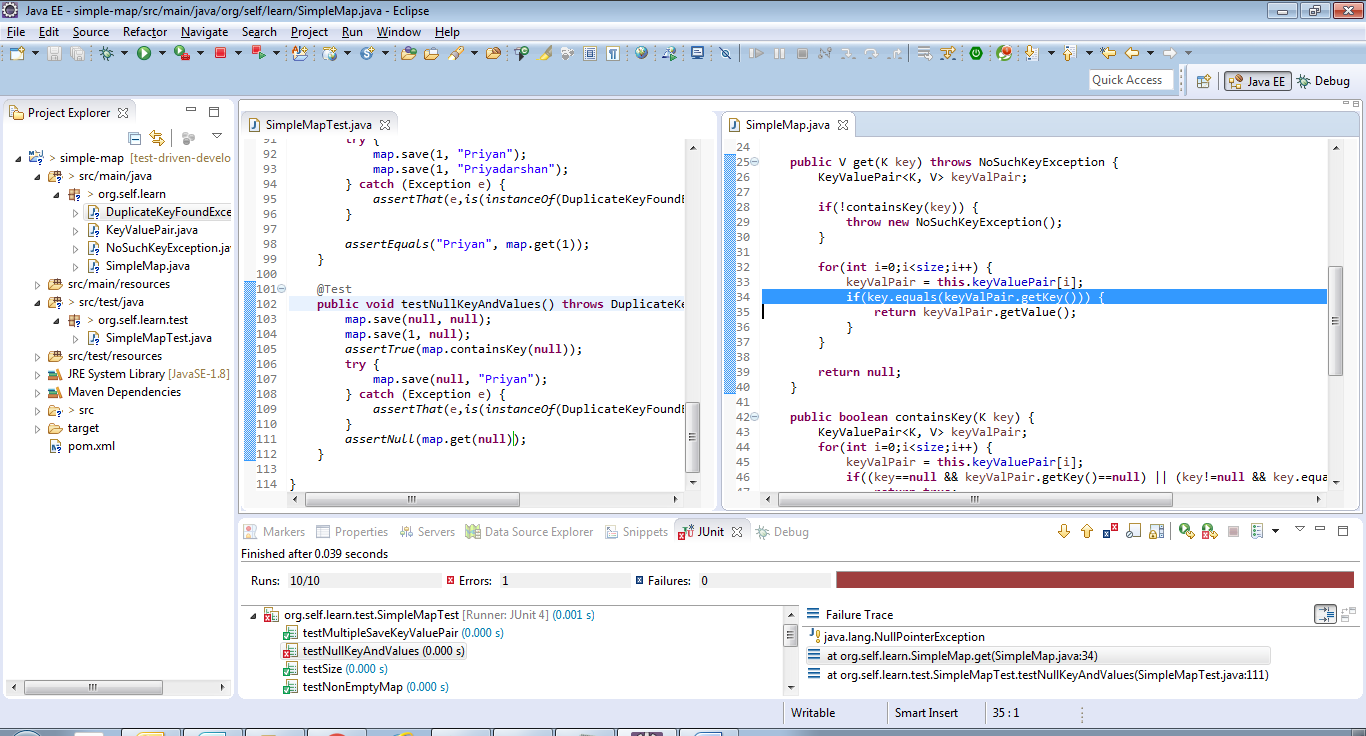 Java EE - simple-map/src/main/java/org/self/learn/SimpleMap.java - Eclipse
File Edit Source Refactor Navigate Search Project Run Window Help
Quick Access
Java EE
Debug
Project Explorer
simple-map [test-driven-develo
> src/main/java
> org.self.learn
DuplicateKeyFoundExce
KeyValuePair.java
NoSuchKeyException.ja
SimpleMap.java
src/main/resources
> src/test/java
> org.self.learn.test
SimpleMapTest.java
src/test/resources
JRE System Library [JavaSE-1.8]
Maven Dependencies
> src
target
pom.xml
SimpleMapTest.java
91 try {
92 map.save(1, "Priyan");
93 map.save(1, "Priyadarshan");
94 } catch (Exception e) {
95 assertThat(e,is(instanceOf(DuplicateKeyFoundE
96 }
97
98 assertEquals("Priyan", map.get(1));
99 }
100
101 @Test
102 public void testNullKeyAndValues() throws DuplicateKe
103 map.save(null, null);
104 map.save(1, null);
105 assertTrue(map.containsKey(null));
106 try {
107 map.save(null, "Priyan");
108 } catch (Exception e) {
109 assertThat(e,is(instanceOf(DuplicateKeyFoundE
110 }
111 assertNull(map.get(null));
112 }
113
114 }
SimpleMap.java
24
25 public V get(K key) throws NoSuchKeyException {
26 KeyValuePair<K, V> keyValPair;
27
28 if(!containsKey(key)) {
29 throw new NoSuchKeyException();
30 }
31
32 for(int i=0;i<size;i++) {
33 keyValPair = this.keyValuePair[i];
34 if(key.equals(keyValPair.getKey())) {
35 return keyValPair.getValue();
36 }
37 }
38
39 return null;
40 }
41
42 public boolean containsKey(K key) {
43 KeyValuePair<K, V> keyValPair;
44 for(int i=0;i<size;i++) {
45 keyValPair = this.keyValuePair[i];
46 if((key==null && keyValPair.getKey()==null) || (key!=null && key.equa
47 return true;
Markers Properties Servers Data Source Explorer Snippets JUnit Debug
Finished after 0.039 seconds
Runs: 10/10 Errors: 1 Failures: 0
org.self.learn.test.SimpleMapTest [Runner: JUnit 4] (0.001 s)
testMultipleSaveKeyValuePair (0.000 s)
testNullKeyAndValues (0.000 s)
testSize (0.000 s)
testNonEmptyMap (0.000 s)
Failure Trace
java.lang.NullPointerException
at org.self.learn.SimpleMap.get(SimpleMap.java:34)
at org.self.learn.test.SimpleMapTest.testNullKeyAndValues(SimpleMapTest.java:111)
Writable Smart Insert 35 : 1